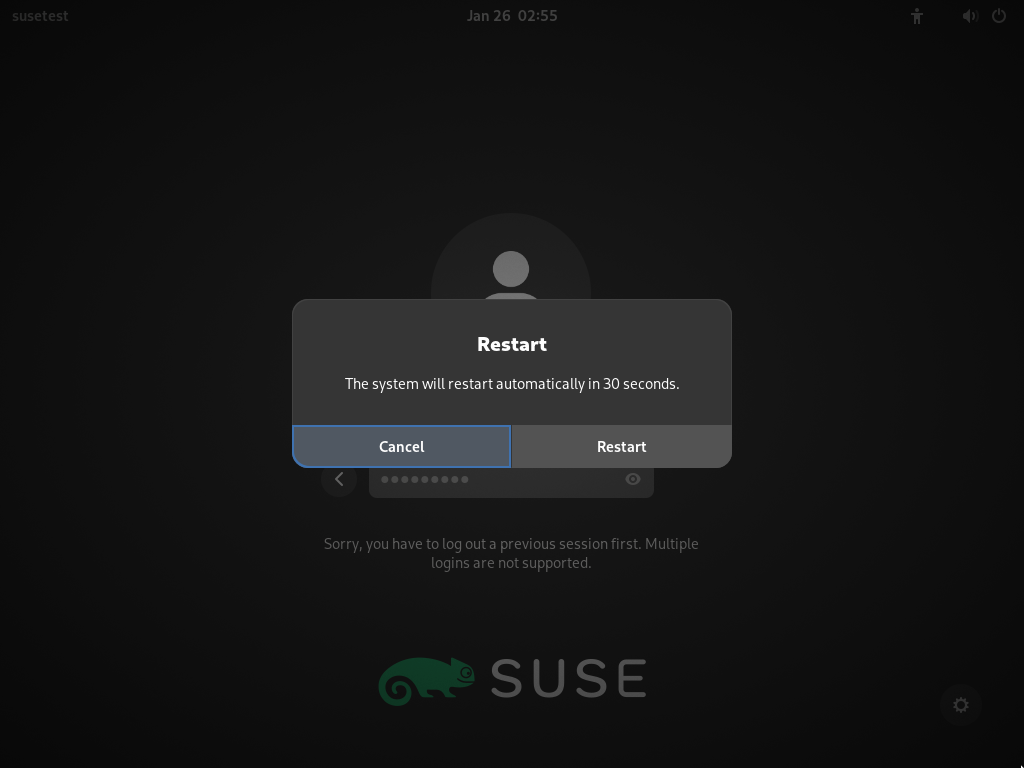 susetest
Jan 26 02:55
Restart
The system will restart automatically in 30 seconds.
Cancel
Restart
Sorry, you have to log out a previous session first. Multiple
logins are not supported.
SUSE